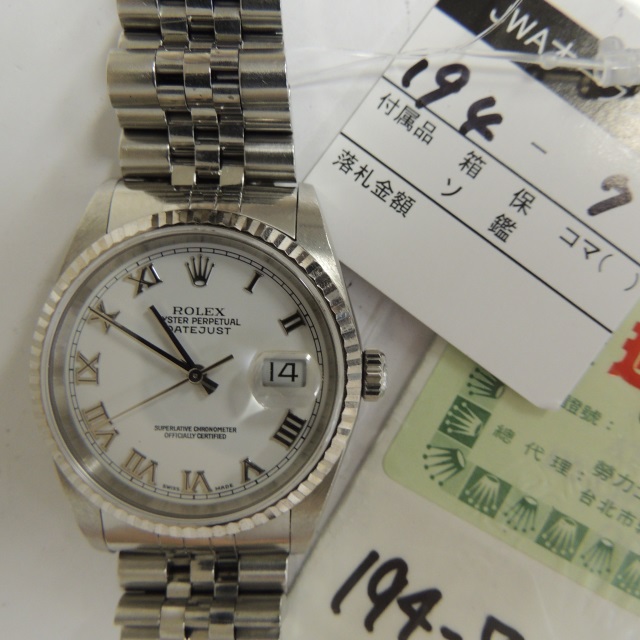 ROLEX
OYSTER PERPETUAL
DATEJUST
14
SUPERLATIVE CHRONOMETER
OFFICIALLY CERTIFIED
SWISS MADE
JWA
194 - 7
付属品 箱 保 コマ( )
ソ 鑑
落札金額
代理
台北市
194-